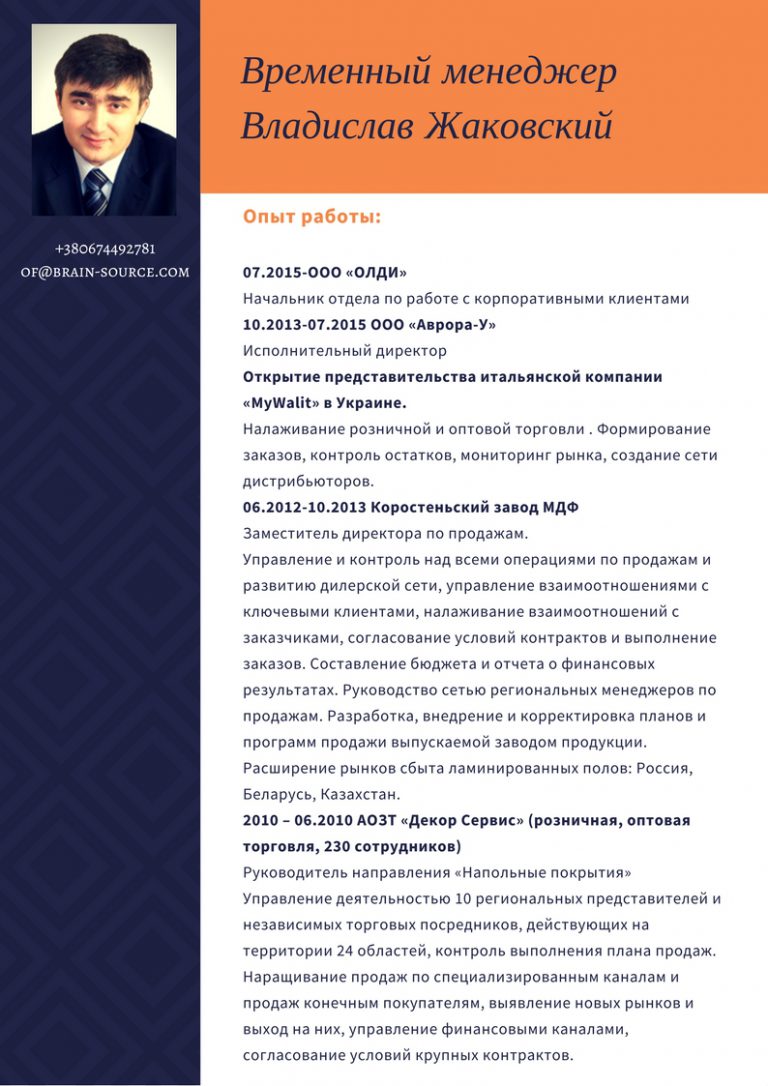 Временный менеджер
Владислав Жаковский
+380674492781
OF@BRAIN-SOURCE.COM
Опыт работы:
07.2015-ООО «ОЛДИ»
Начальник отдела по работе с корпоративными клиентами
10.2013-07.2015 ООО «Аврора-У»
Исполнительный директор
Открытие представительства итальянской компании
«MyWalit» в Украине.
Налаживание розничной и оптовой торговли . Формирование
заказов, контроль остатков, мониторинг рынка, создание сети
дистрибьюторов.
06.2012-10.2013 Коростеньский завод МДФ
Заместитель директора по продажам.
Управление и контроль над всеми операциями по продажам и
развитию дилерской сети, управление взаимоотношениями с
ключевыми клиентами, налаживание взаимоотношений с
заказчиками, согласование условий контрактов и выполнение
заказов. Составление бюджета и отчета о финансовых
результатах. Руководство сетью региональных менеджеров по
продажам. Разработка, внедрение и корректировка планов и
программ продажи выпускаемой заводом продукции.
Расширение рынков сбыта ламинированных полов: Россия,
Беларусь, Казахстан.
2010 – 06.2010 АОЗТ «Декор Сервис» (розничная, оптовая
торговля, 230 сотрудников)
Руководитель направления «Напольные покрытия»
Управление деятельностью 10 региональных представителей и
независимых торговых посредников, действующих на
территории 24 областей, контроль выполнения плана продаж.
Наращивание продаж по специализированным каналам и
продаж конечным покупателям, выявление новых рынков и
выход на них, управление финансовыми каналами,
согласование условий крупных контрактов.